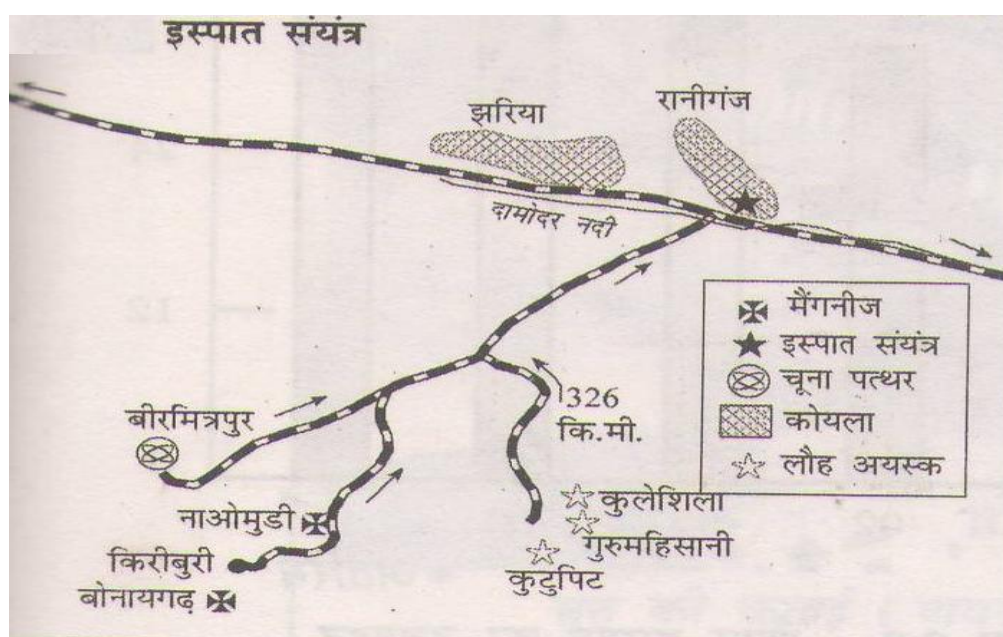 इस्पात संयंत्र
झरिया
रानीगंज
दामोदर नदी
मैंगनीज
इस्पात संयंत्र
चूना पत्थर
कोयला
लौह अयस्क
बीरमित्रपुर
326
कि.मी.
नाओमुडी
किरीबुरी
बोनायगढ़
कुलेशिला
गुरुमहिसानी
कुटुपिट